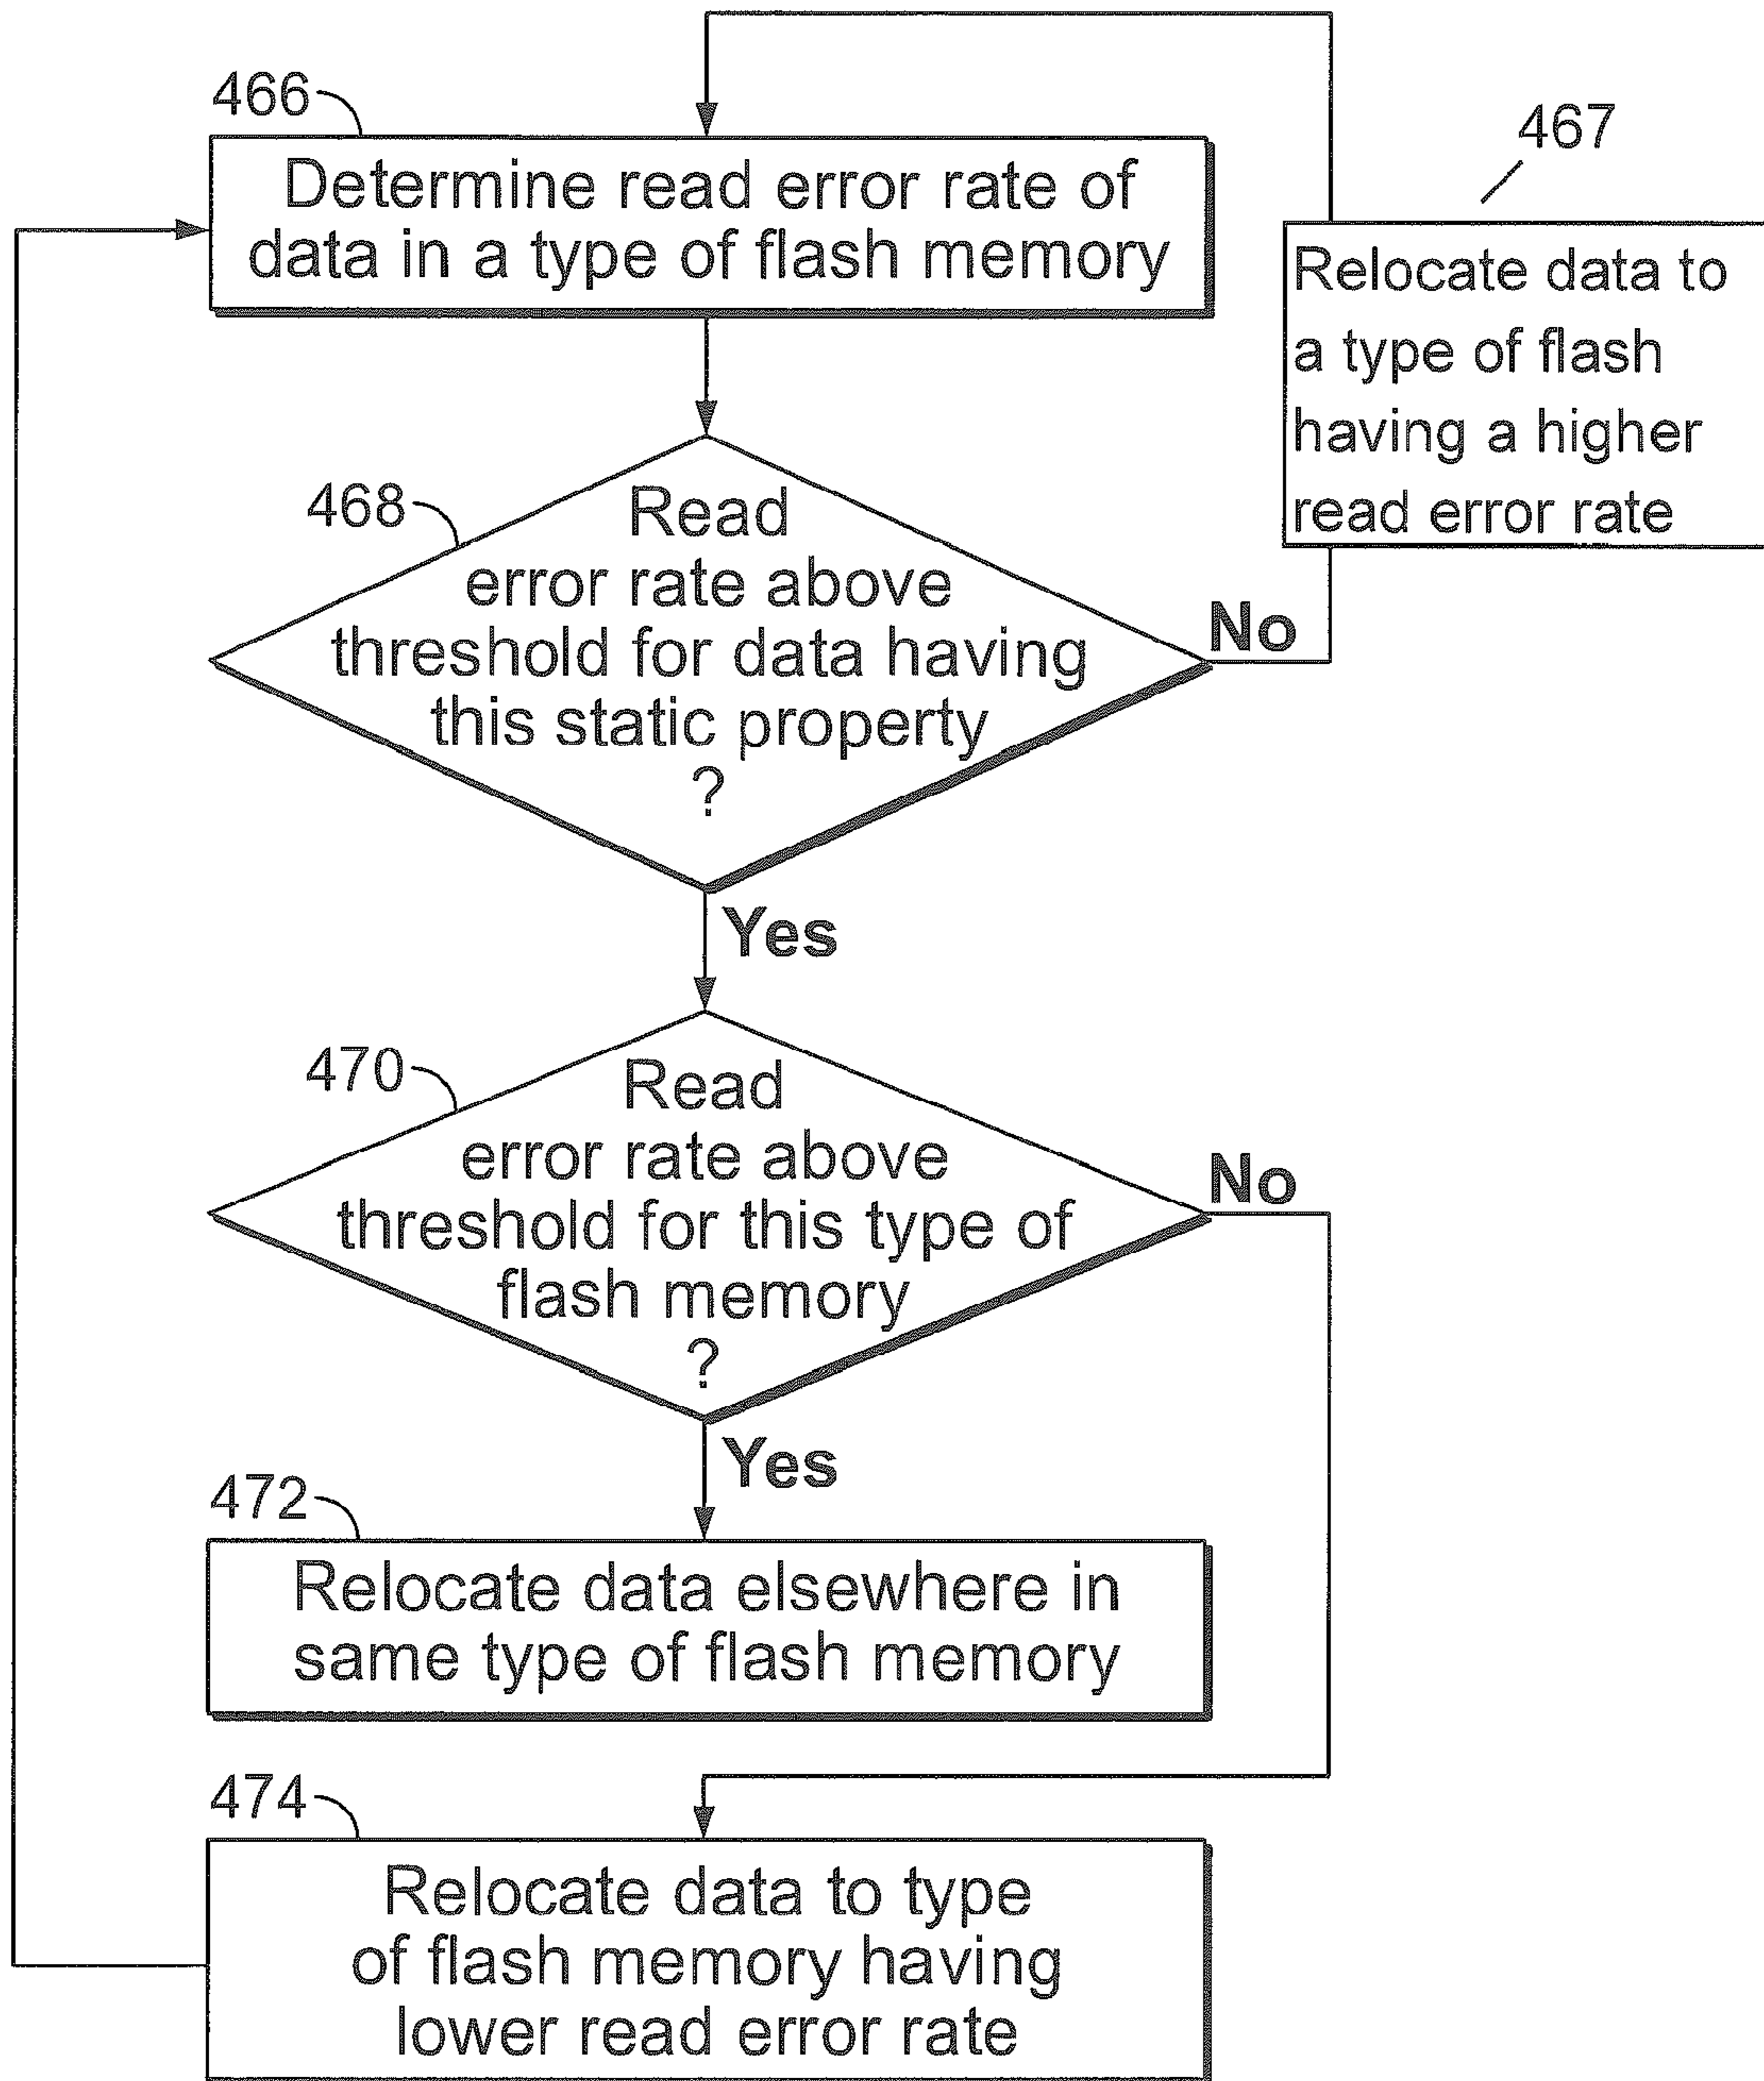 466
Determine read error rate of
data in a type of flash memory
467
Relocate data to
a type of flash
having a higher
read error rate
468
Read
error rate above
threshold for data having
this static property
?
No
Yes
470
Read
error rate above
threshold for this type of
flash memory
?
No
Yes
472
Relocate data elsewhere in
same type of flash memory
474
Relocate data to type
of flash memory having
lower read error rate